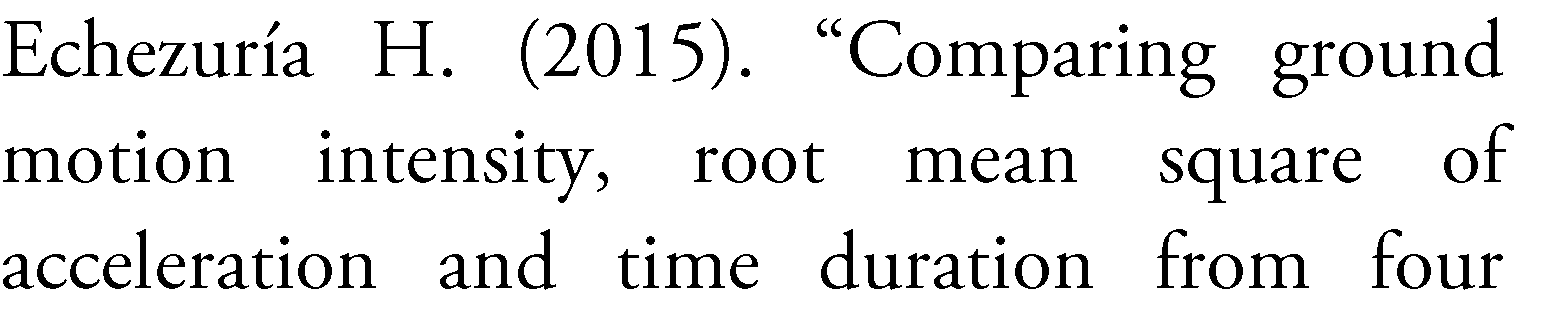 Echezuría H. (2015). “Comparing ground
motion intensity, root mean square of
acceleration and time duration from four